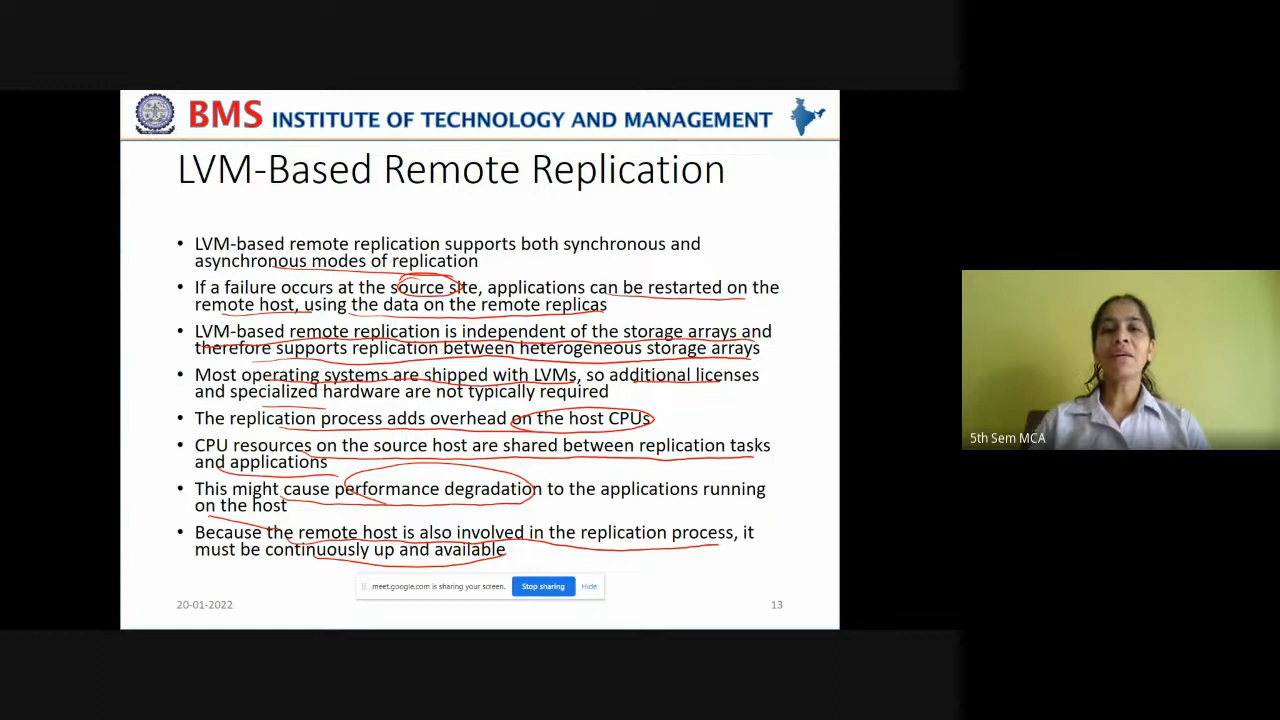 BMS INSTITUTE OF TECHNOLOGY AND MANAGEMENT
LVM-Based Remote Replication
• LVM-based remote replication supports both synchronous and
asynchronous modes of replication
• If a failure occurs at the source site, applications can be restarted on the
remote host, using the data on the remote replicas
• LVM-based remote replication is independent of the storage arrays and
therefore supports replication between heterogeneous storage arrays
• Most operating systems are shipped with LVMs, so additional licenses
and specialized hardware are not typically required
• The replication process adds overhead on the host CPUs
• CPU resources on the source host are shared between replication tasks
and applications
• This might cause performance degradation to the applications running
on the host
• Because the remote host is also involved in the replication process, it
must be continuously up and available
meet.google.com is sharing your screen. Stop sharing Hide
20-01-2022 13
5th Sem MCA